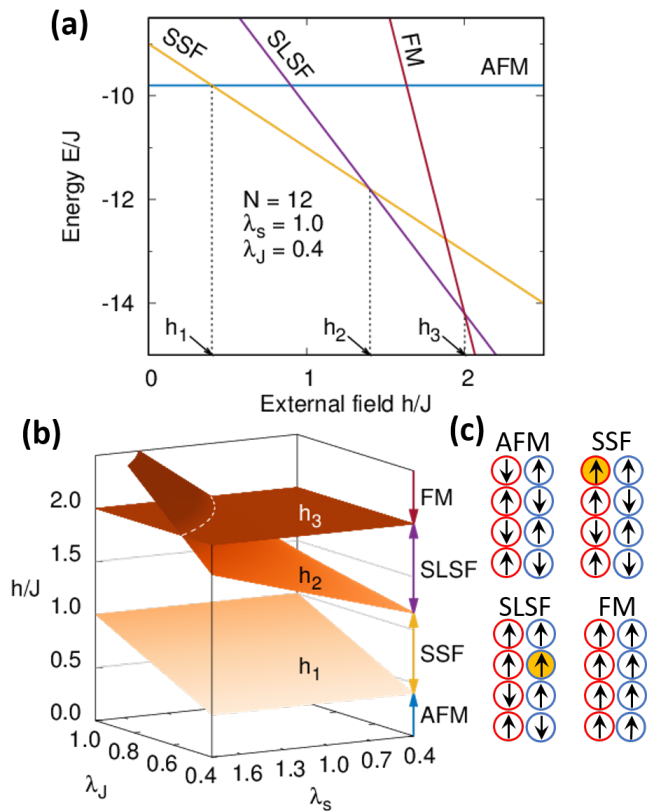 (a)
SSF
SLSF
FM
AFM
-10
-12
-14
Energy E/J
N = 12
λs = 1.0
λJ = 0.4
h1
h2
h3
0
1
2
External field h/J
(b)
2.0
1.5
1.0
0.5
0.0
h/J
h3
h2
h1
FM
SLSF
SSF
AFM
1.0
0.8
0.6
0.4
λJ
1.6
1.3
1.0
0.7
0.4
λs
(c)
AFM
SSF
SLSF
FM